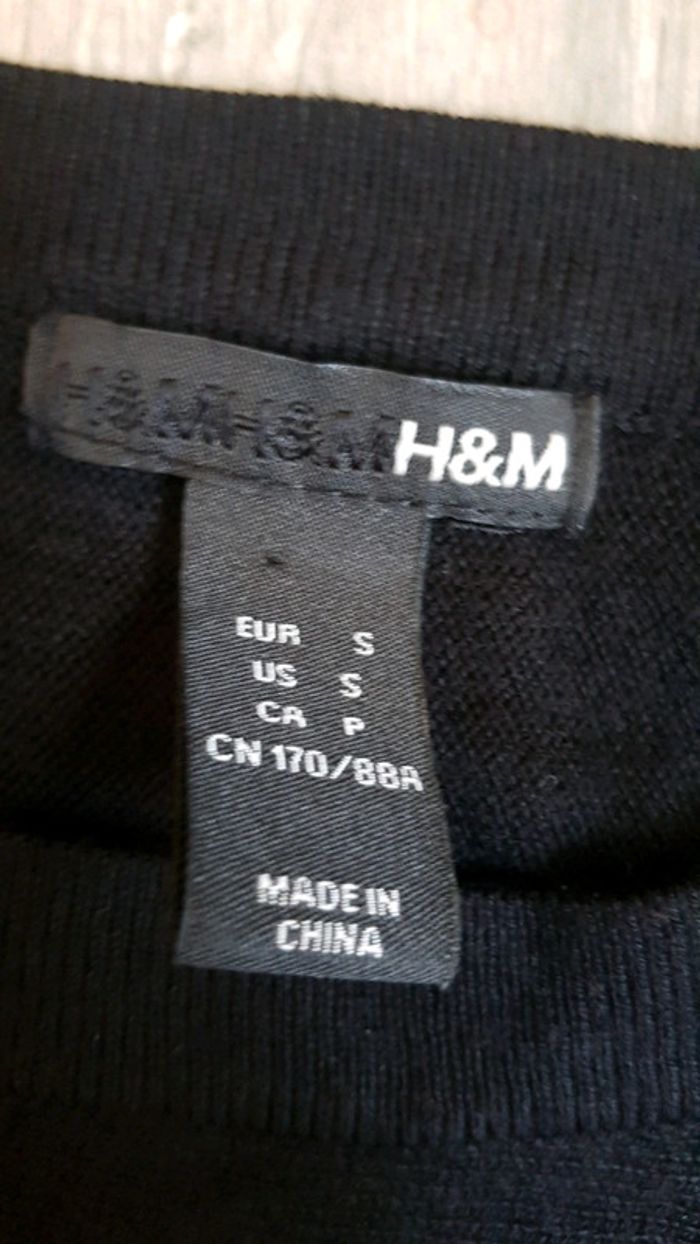 H&M H&M H&M
EUR S
US S
CA P
CN 170/88A
MADE IN
CHINA